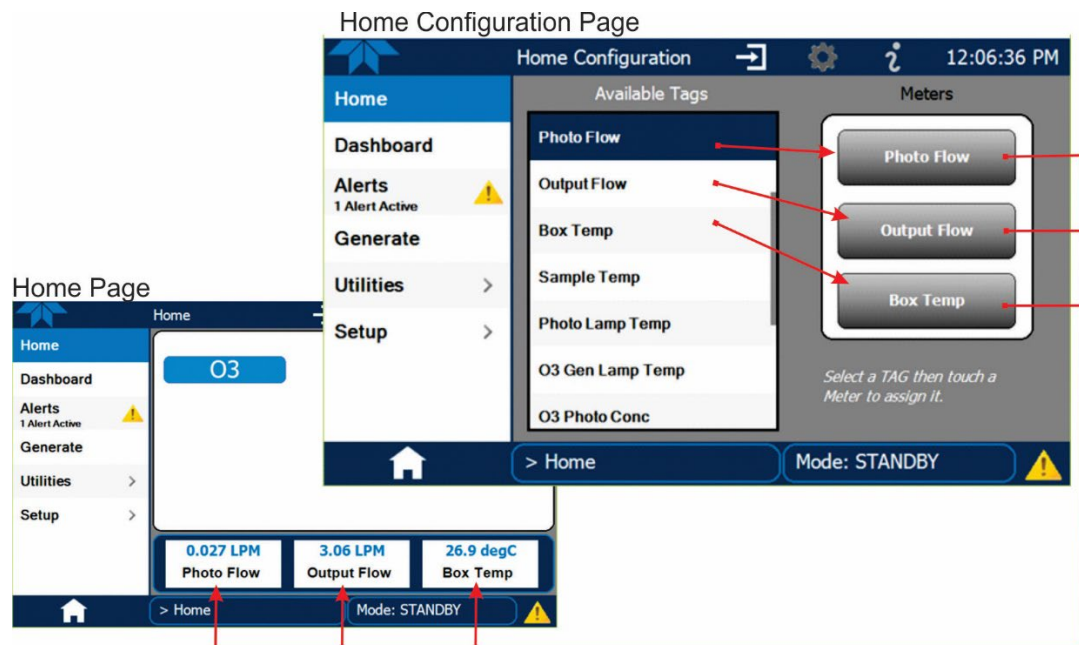 Home Configuration Page
Home Configuration
12:06:36 PM
Home
Dashboard
Alerts
1 Alert Active
Generate
Utilities
Setup
Available Tags
Photo Flow
Output Flow
Box Temp
Sample Temp
Photo Lamp Temp
O3 Gen Lamp Temp
O3 Photo Conc
Meters
Photo Flow
Output Flow
Box Temp
Select a TAG then touch a
Meter to assign it.
> Home
Mode: STANDBY
Home Page
Home
Home
Dashboard
Alerts
1 Alert Active
Generate
Utilities
Setup
O3
0.027 LPM
Photo Flow
3.06 LPM
Output Flow
26.9 degC
Box Temp
> Home
Mode: STANDBY